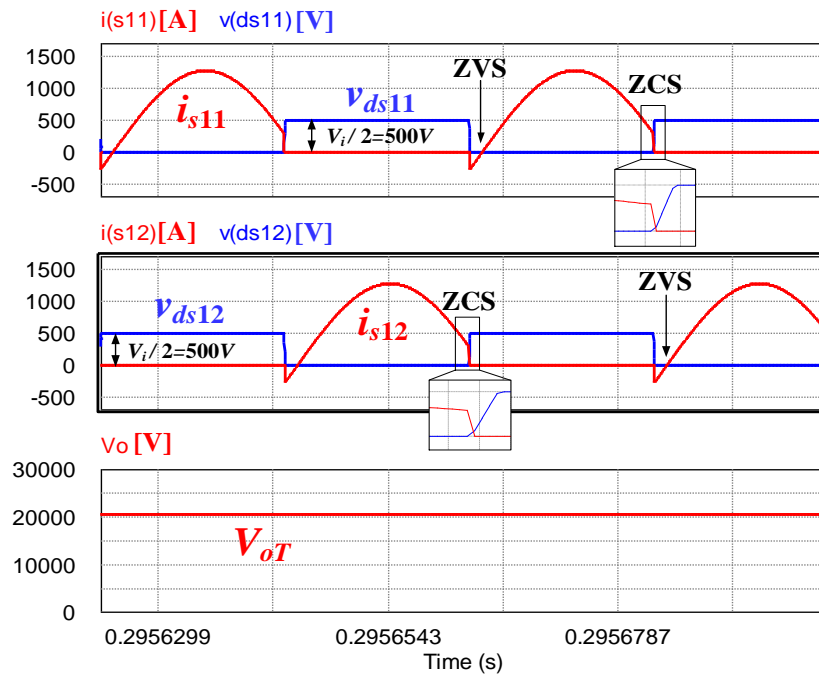 i(s11)[A] v(ds11)[V]
1500
1000
500
0
-500
ZVS
ZCS
is11
vds11
Vi / 2=500V
i(s12)[A] v(ds12)[V]
1500
1000
500
0
-500
vds12
Vi / 2=500V
is12
ZCS
ZVS
Vo [V]
30000
20000
10000
0
VoT
0.2956299 0.2956543 0.2956787
Time (s)